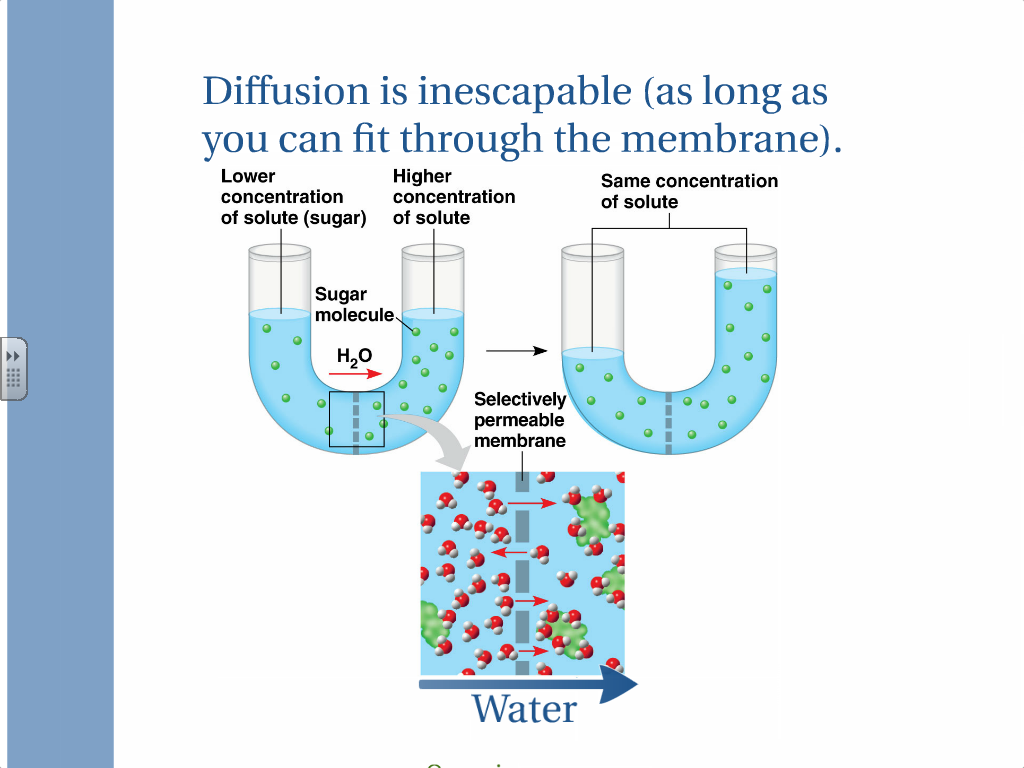 Diffusion is inescapable (as long as
you can fit through the membrane).
Lower
concentration
of solute (sugar)
Higher
concentration
of solute
Same concentration
of solute
Sugar
molecule
H2O
Selectively
permeable
membrane
Water